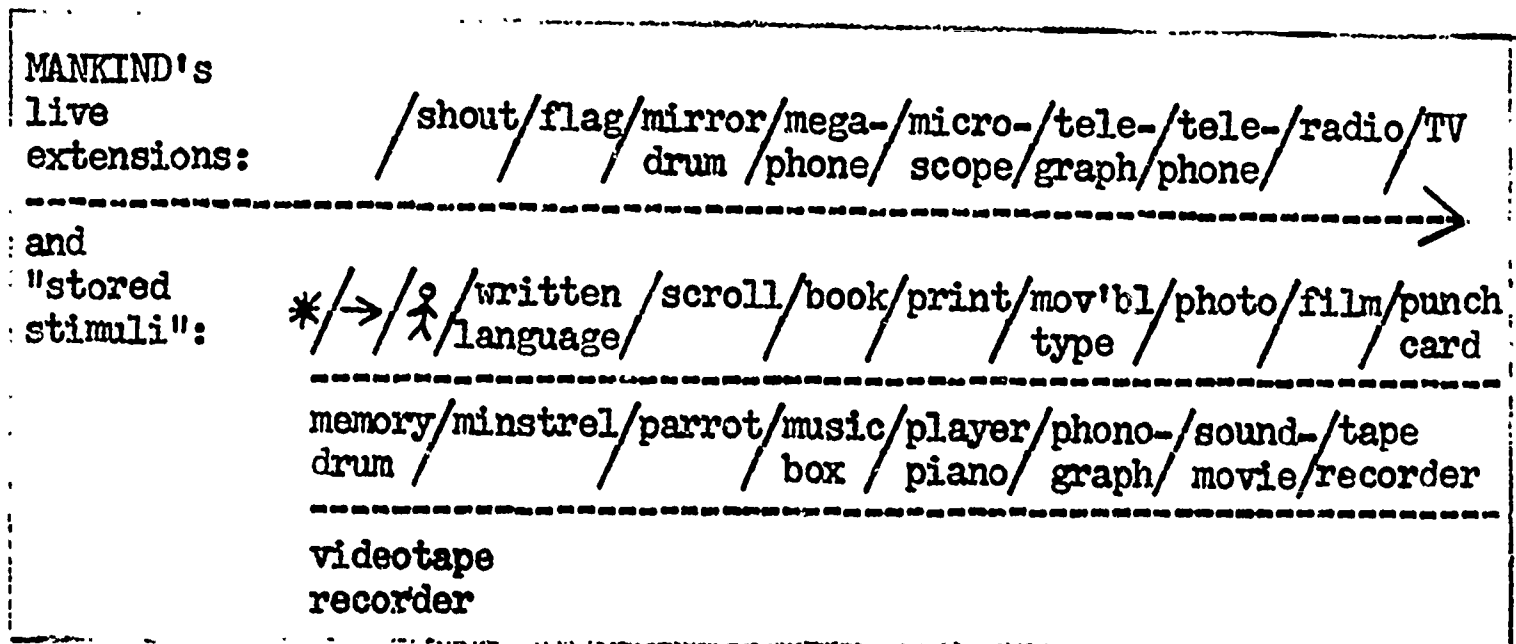 MANKIND's
live
extensions:
/shout/flag/mirror/mega-/micro-/tele-/tele-/radio/TV
drum /phone/ scope/graph/phone/
and
"stored
stimuli":
*/→/ /written /scroll/book/print/mov'bl/photo/film/punch
/language/ type / card
memory/minstrel/parrot/music/player/phono-/sound-/tape
drum / box / piano/ graph/ movie/recorder
videotape
recorder